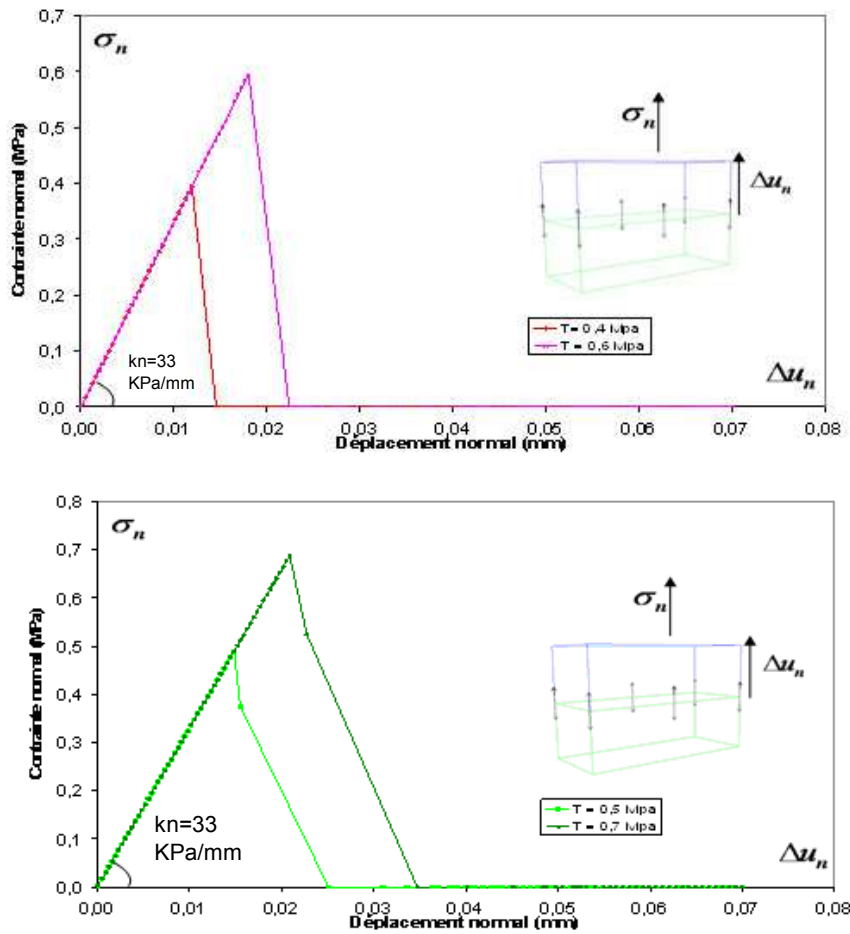 0,7
σn
0,6
0,5
0,4
0,3
0,2
0,1
0,0
Contrainte normal (MPa)
kn=33
KPa/mm
σn
Δun
T = 0,4 Mpa
T = 0,6 Mpa
Δun
0,00 0,01 0,02 0,03 0,04 0,05 0,06 0,07 0,08
Déplacement normal (mm)
0,8
σn
0,7
0,6
0,5
0,4
0,3
0,2
0,1
0,0
Contrainte normal (MPa)
kn=33
KPa/mm
σn
Δun
T = 0,5 Mpa
T = 0,7 Mpa
Δun
0,00 0,01 0,02 0,03 0,04 0,05 0,06 0,07 0,08
Déplacement normal (mm)